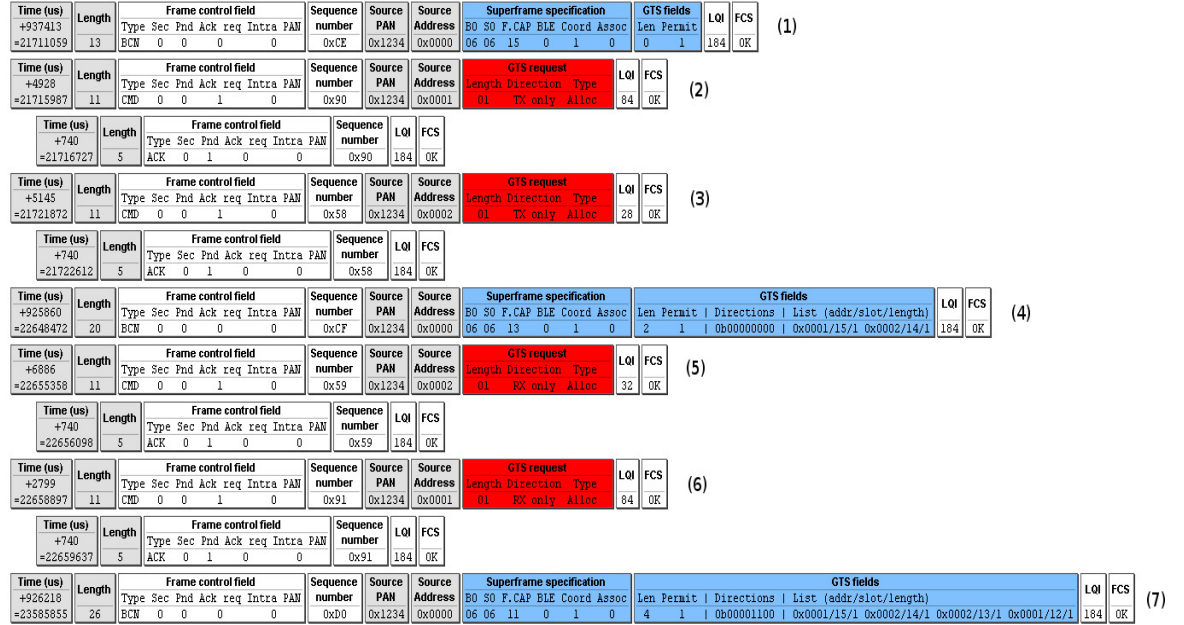 Time (us) Length Frame control field Sequence Source Source Superframe specification GTS fields LQI FCS
+937413 Type Sec Pnd Ack req Intra PAN number PAN Address BO SO F.CAP BLE Coord Assoc Len Permit
=21711059 13 BCN 0 0 0 0 0xCE 0x1234 0x0000 06 06 15 0 1 0 0 1 184 OK (1)
Time (us) Length Frame control field Sequence Source Source GTS request LQI FCS
+4928 Type Sec Pnd Ack req Intra PAN number PAN Address Length Direction Type
=21715987 11 CMD 0 0 1 0 0x90 0x1234 0x0001 01 TX only Alloc 84 OK (2)
Time (us) Length Frame control field Sequence LQI FCS
+740 Type Sec Pnd Ack req Intra PAN number
=21716727 5 ACK 0 1 0 0 0x90 184 OK
Time (us) Length Frame control field Sequence Source Source GTS request LQI FCS
+5145 Type Sec Pnd Ack req Intra PAN number PAN Address Length Direction Type
=21721872 11 CMD 0 0 1 0 0x58 0x1234 0x0002 01 TX only Alloc 28 OK (3)
Time (us) Length Frame control field Sequence LQI FCS
+740 Type Sec Pnd Ack req Intra PAN number
=21722612 5 ACK 0 1 0 0 0x58 184 OK
Time (us) Length Frame control field Sequence Source Source Superframe specification GTS fields LQI FCS
+925860 Type Sec Pnd Ack req Intra PAN number PAN Address BO SO F.CAP BLE Coord Assoc Len Permit | Directions | List (addr/slot/length)
=22648472 20 BCN 0 0 0 0 0xCF 0x1234 0x0000 06 06 13 0 1 0 2 1 | 0b00000000 | 0x0001/15/1 0x0002/14/1 184 OK (4)
Time (us) Length Frame control field Sequence Source Source GTS request LQI FCS
+6886 Type Sec Pnd Ack req Intra PAN number PAN Address Length Direction Type
=22655358 11 CMD 0 0 1 0 0x59 0x1234 0x0002 01 RX only Alloc 32 OK (5)
Time (us) Length Frame control field Sequence LQI FCS
+740 Type Sec Pnd Ack req Intra PAN number
=22656098 5 ACK 0 1 0 0 0x59 184 OK
Time (us) Length Frame control field Sequence Source Source GTS request LQI FCS
+2799 Type Sec Pnd Ack req Intra PAN number PAN Address Length Direction Type
=22658897 11 CMD 0 0 1 0 0x91 0x1234 0x0001 01 RX only Alloc 84 OK (6)
Time (us) Length Frame control field Sequence LQI FCS
+740 Type Sec Pnd Ack req Intra PAN number
=22659637 5 ACK 0 1 0 0 0x91 184 OK
Time (us) Length Frame control field Sequence Source Source Superframe specification GTS fields LQI FCS
+926218 Type Sec Pnd Ack req Intra PAN number PAN Address BO SO F.CAP BLE Coord Assoc Len Permit | Directions | List (addr/slot/length)
=23585855 26 BCN 0 0 0 0 0xD0 0x1234 0x0000 06 06 11 0 1 0 4 1 | 0b00001100 | 0x0001/15/1 0x0002/14/1 0x0002/13/1 0x0001/12/1 184 OK (7)